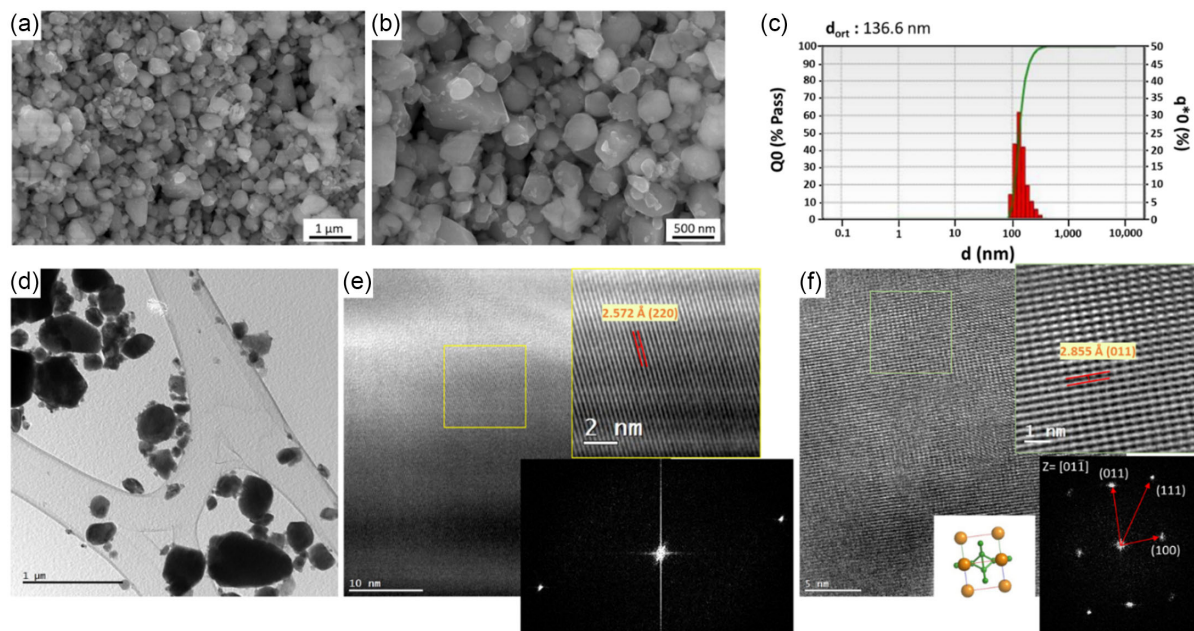 (a)
1 µm
(b)
500 nm
(c)
dort : 136.6 nm
Q0 (% Pass)
100
90
80
70
60
50
40
30
20
10
0
50
45
40
35
30
25
20
15
10
5
0
q*0 (%)
0.1
1
10
100
1,000
10,000
d (nm)
(d)
1 µm
(e)
10 nm
2.572 Å (220)
2 nm
(f)
5 nm
2.855 Å (011)
1 nm
Z= [011̄]
(011)
(111)
(100)